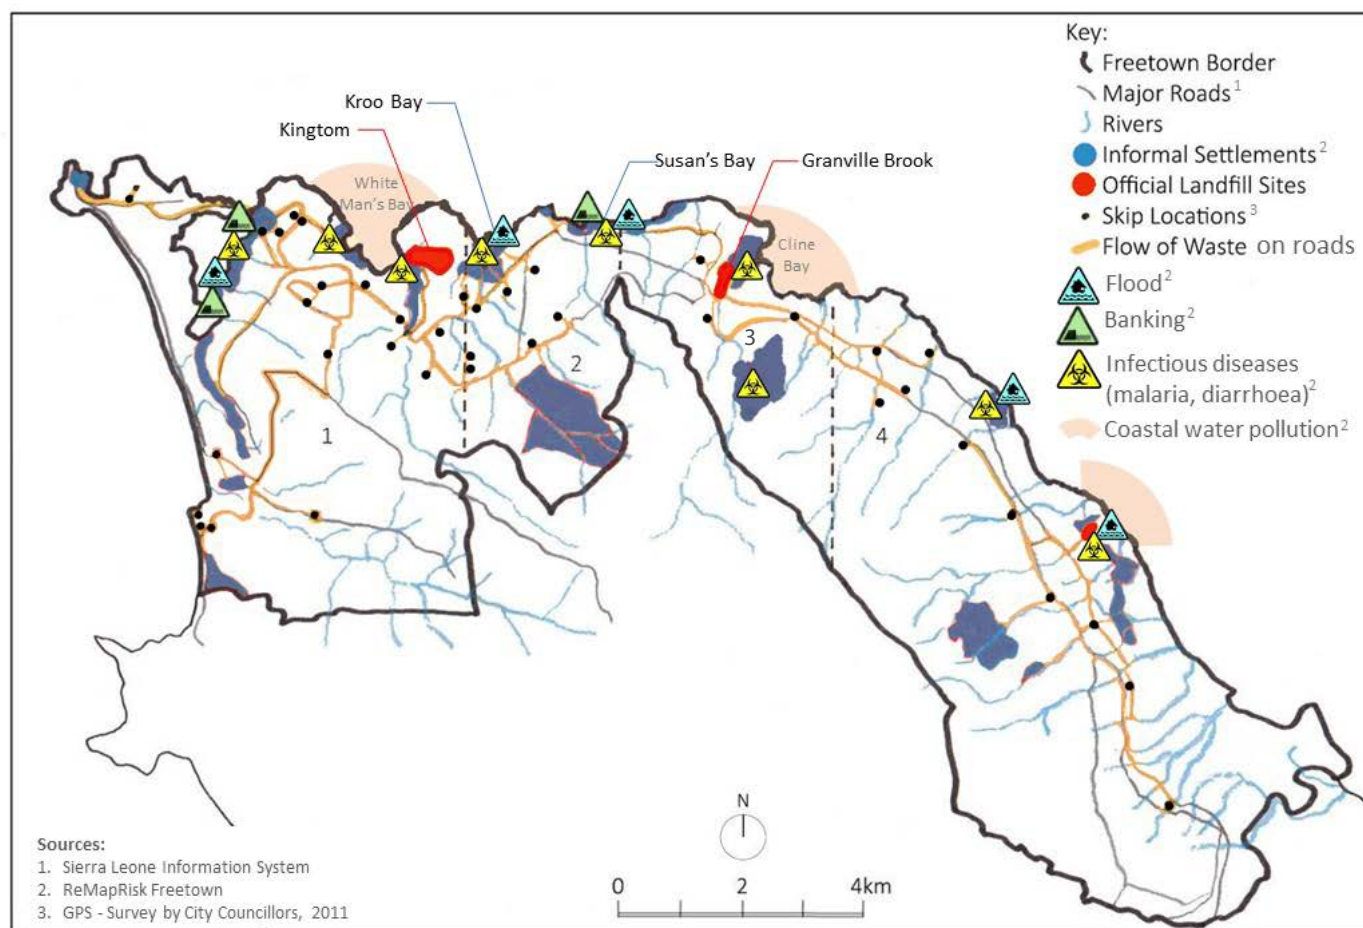 Key:
Freetown Border
Major Roads¹
Rivers
Informal Settlements²
Official Landfill Sites
Skip Locations³
Flow of Waste on roads
Flood²
Banking²
Infectious diseases
(malaria, diarrhoea)²
Coastal water pollution²
Kroo Bay
Kingtom
Susan's Bay
Granville Brook
White
Man's Bay
Cline
Bay
1
2
3
4
N
0 2 4km
Sources:
1. Sierra Leone Information System
2. ReMapRisk Freetown
3. GPS - Survey by City Councillors, 2011